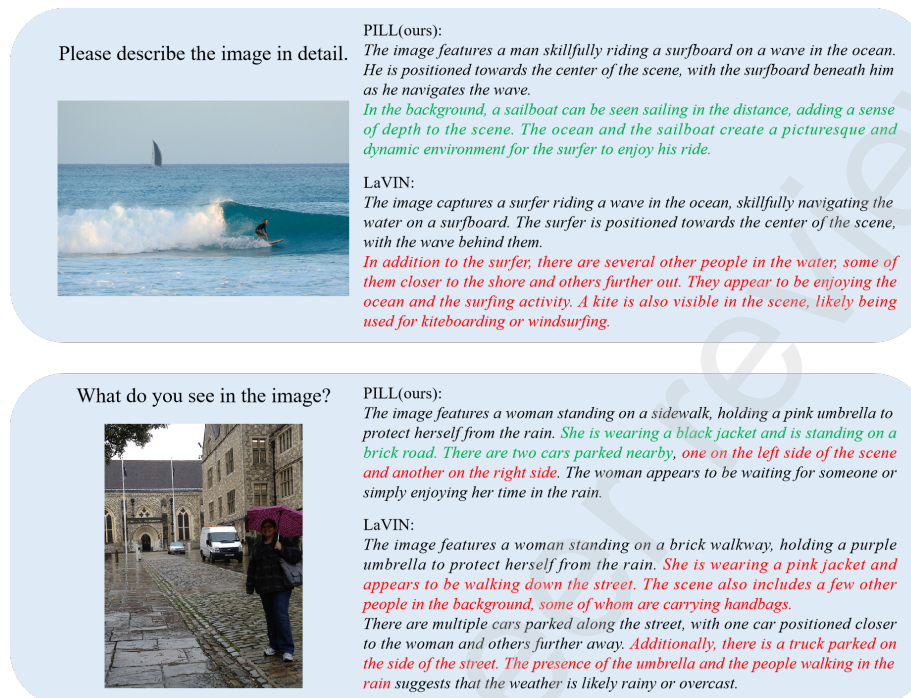 Please describe the image in detail.
PILL(ours):
The image features a man skillfully riding a surfboard on a wave in the ocean.
He is positioned towards the center of the scene, with the surfboard beneath him
as he navigates the wave.
In the background, a sailboat can be seen sailing in the distance, adding a sense
of depth to the scene. The ocean and the sailboat create a picturesque and
dynamic environment for the surfer to enjoy his ride.
LaVIN:
The image captures a surfer riding a wave in the ocean, skillfully navigating the
water on a surfboard. The surfer is positioned towards the center of the scene,
with the wave behind them.
In addition to the surfer, there are several other people in the water, some of
them closer to the shore and others further out. They appear to be enjoying the
ocean and the surfing activity. A kite is also visible in the scene, likely being
used for kiteboarding or windsurfing.
What do you see in the image?
PILL(ours):
The image features a woman standing on a sidewalk, holding a pink umbrella to
protect herself from the rain. She is wearing a black jacket and is standing on a
brick road. There are two cars parked nearby, one on the left side of the scene
and another on the right side. The woman appears to be waiting for someone or
simply enjoying her time in the rain.
LaVIN:
The image features a woman standing on a brick walkway, holding a purple
umbrella to protect herself from the rain. She is wearing a pink jacket and
appears to be walking down the street. The scene also includes a few other
people in the background, some of whom are carrying handbags.
There are multiple cars parked along the street, with one car positioned closer
to the woman and others further away. Additionally, there is a truck parked on
the side of the street. The presence of the umbrella and the people walking in the
rain suggests that the weather is likely rainy or overcast.
eer review